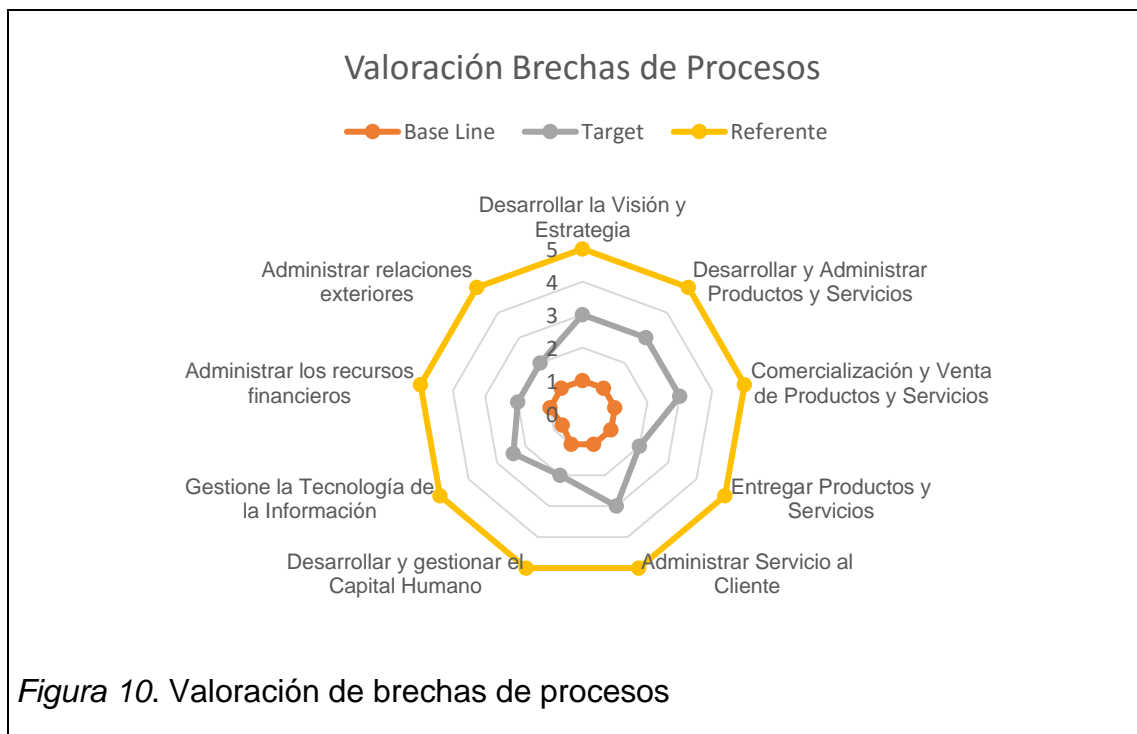 Valoración Brechas de Procesos
Base Line
Target
Referente
Desarrollar la Visión y
Estrategia
Desarrollar y Administrar
Productos y Servicios
Comercialización y Venta
de Productos y Servicios
Entregar Productos y
Servicios
Administrar Servicio al
Cliente
Desarrollar y gestionar el
Capital Humano
Gestione la Tecnología de
la Información
Administrar los recursos
financieros
Administrar relaciones
exteriores
5
4
3
2
1
0
Figura 10. Valoración de brechas de procesos